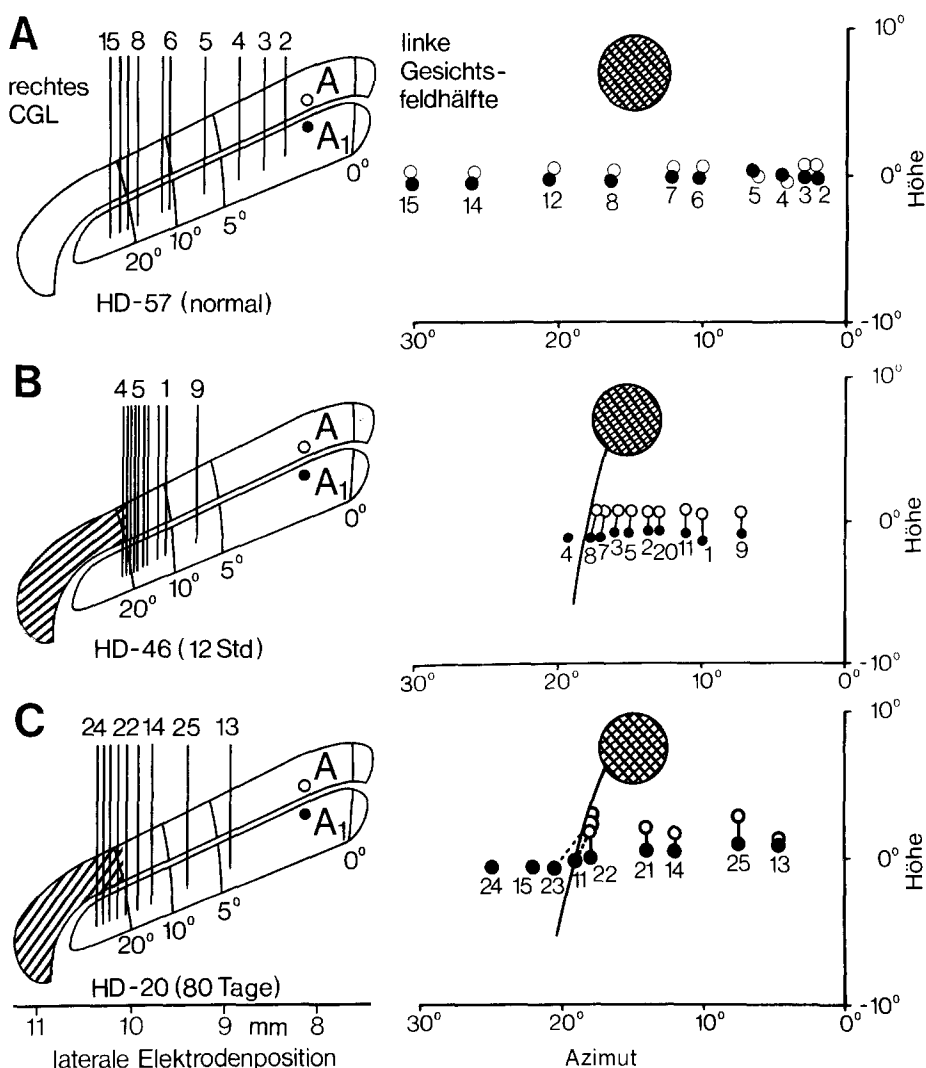 A
15 8 6 5 4 3 2
rechtes
CGL
A
A₁
0°
5°
10°
20°
HD-57 (normal)
linke
Gesichts-
feldhälfte
10°
0°
-10°
Höhe
15 14 12 8 7 6 5 4 3 2
30° 20° 10° 0°
B
4 5 1 9
A
A₁
0°
5°
10°
20°
HD-46 (12 Std)
10°
0°
-10°
Höhe
4 8 7 3 5 2 20 11 1 9
30° 20° 10° 0°
C
24 22 14 25 13
A
A₁
0°
5°
10°
20°
HD-20 (80 Tage)
11 10 9 mm 8
laterale Elektrodenposition
10°
0°
-10°
Höhe
24 15 23 11 22 21 14 25 13
30° 20° 10° 0°
Azimut